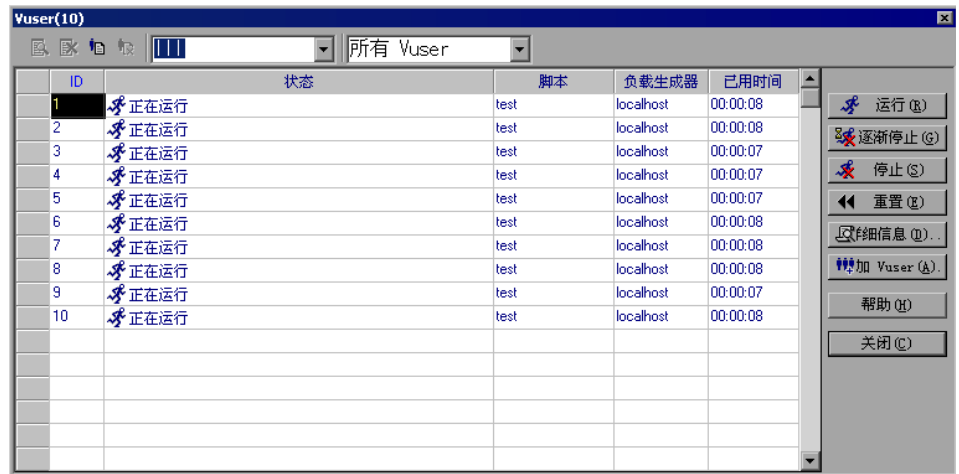 Vuser(10)
所有 Vuser
ID 状态 脚本 负载生成器 已用时间
1 正在运行 test localhost 00:00:08
2 正在运行 test localhost 00:00:08
3 正在运行 test localhost 00:00:07
4 正在运行 test localhost 00:00:07
5 正在运行 test localhost 00:00:07
6 正在运行 test localhost 00:00:08
7 正在运行 test localhost 00:00:08
8 正在运行 test localhost 00:00:08
9 正在运行 test localhost 00:00:07
10 正在运行 test localhost 00:00:08
运行(R)
逐渐停止(G)
停止(S)
重置(E)
详细信息(D)..
加 Vuser(A).
帮助(H)
关闭(C)